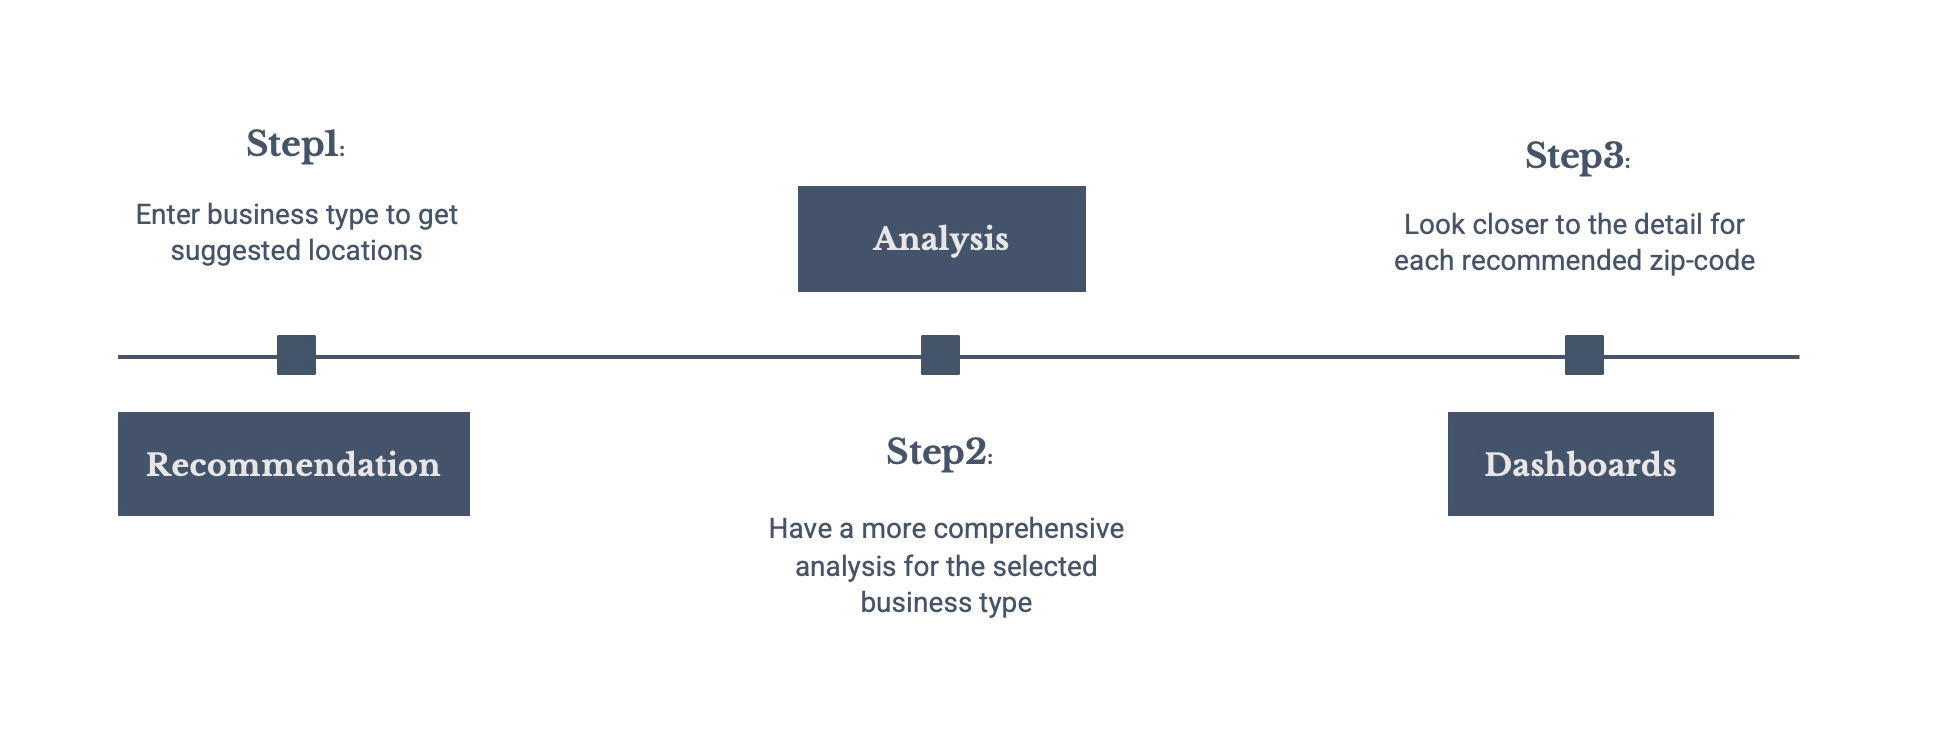 Step1:
Enter business type to get
suggested locations
Recommendation
Analysis
Step2:
Have a more comprehensive
analysis for the selected
business type
Step3:
Look closer to the detail for
each recommended zip-code
Dashboards